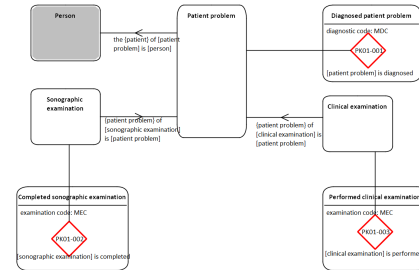 Person
Patient problem
Diagnosed patient problem
diagnostic code: MDC
PK01-001
[patient problem] is diagnosed
the [patient] of [patient
problem] is [person]
Sonographic
examination
Clinical examination
[patient problem] of
[sonographic examination]
is [patient problem]
[patient problem] of
[clinical examination] is
[patient problem]
Completed sonographic examination
examination code: MEC
PK01-002
[sonographic examination] is completed
Performed clinical examination
examination code: MEC
PK01-003
[clinical examination] is performe